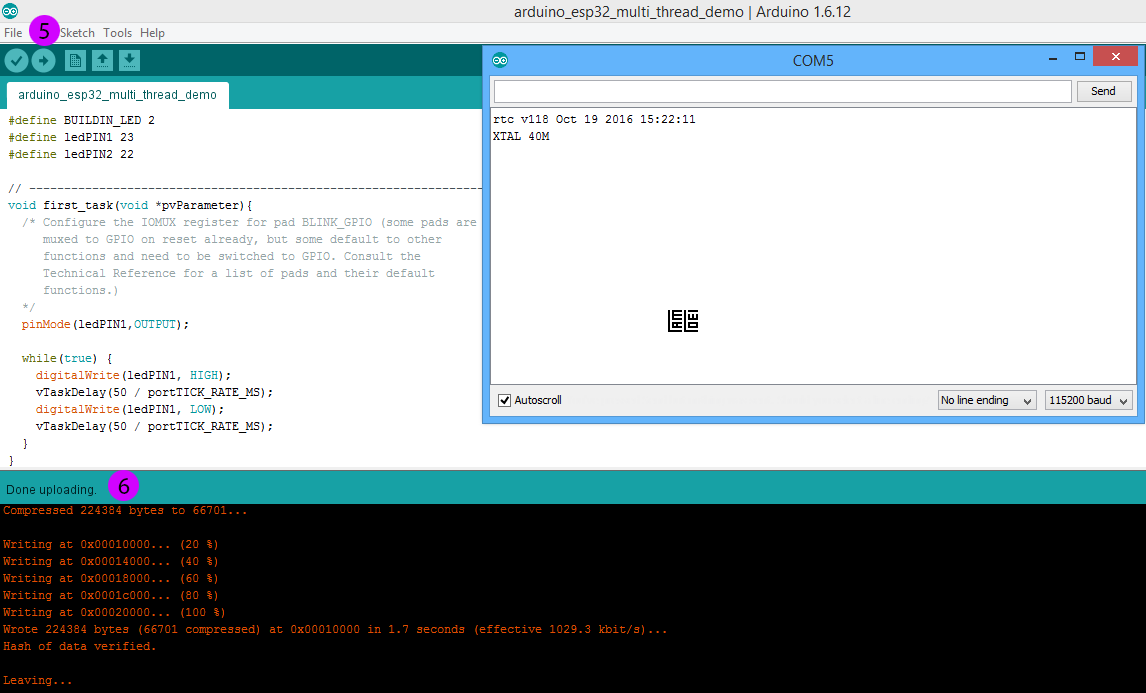 arduino_esp32_multi_thread_demo | Arduino 1.6.12
File 5 Sketch Tools Help
arduino_esp32_multi_thread_demo
#define BUILDIN_LED 2
#define ledPIN1 23
#define ledPIN2 22
// -----------------------------------------------------------------
void first_task(void *pvParameter){
/* Configure the IOMUX register for pad BLINK_GPIO (some pads are
muxed to GPIO on reset already, but some default to other
functions and need to be switched to GPIO. Consult the
Technical Reference for a list of pads and their default
functions.)
*/
pinMode(ledPIN1,OUTPUT);
while(true) {
digitalWrite(ledPIN1, HIGH);
vTaskDelay(50 / portTICK_RATE_MS);
digitalWrite(ledPIN1, LOW);
vTaskDelay(50 / portTICK_RATE_MS);
}
}
COM5
Send
rtc v118 Oct 19 2016 15:22:11
XTAL 40M
Autoscroll
No line ending
115200 baud
Done uploading. 6
Compressed 224384 bytes to 66701...
Writing at 0x00010000... (20 %)
Writing at 0x00014000... (40 %)
Writing at 0x00018000... (60 %)
Writing at 0x0001c000... (80 %)
Writing at 0x00020000... (100 %)
Wrote 224384 bytes (66701 compressed) at 0x00010000 in 1.7 seconds (effective 1029.3 kbit/s)...
Hash of data verified.
Leaving...